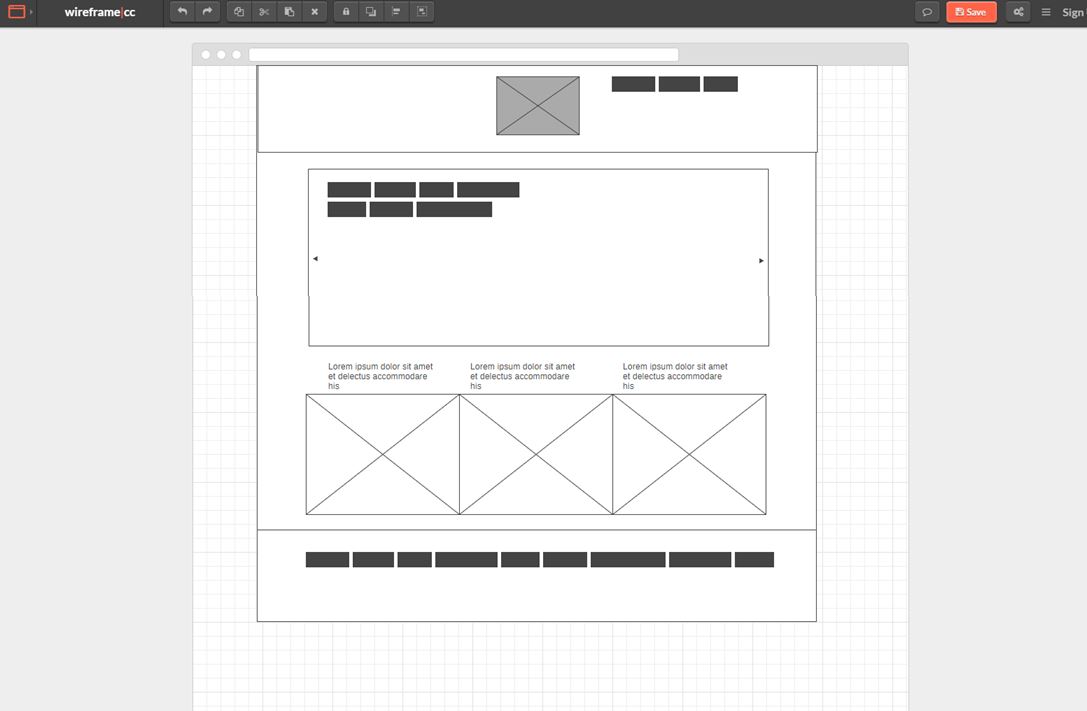 wireframe|cc
Save
Sign
Lorem ipsum dolor sit amet
et delectus accommodare
his
Lorem ipsum dolor sit amet
et delectus accommodare
his
Lorem ipsum dolor sit amet
et delectus accommodare
his